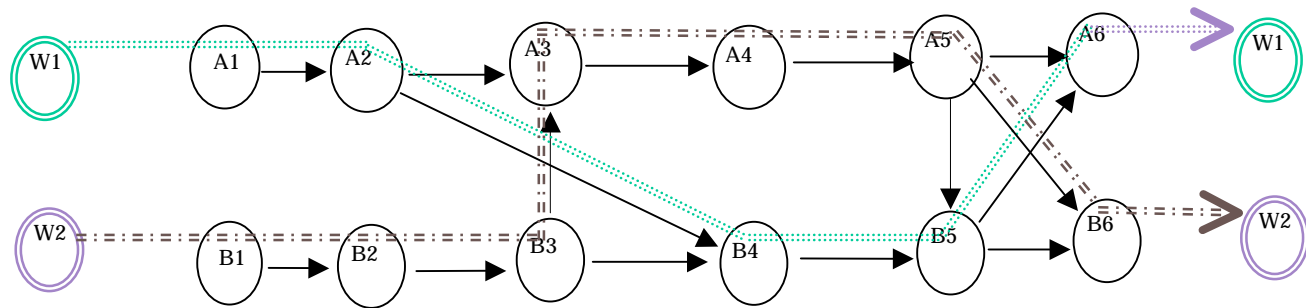 W1 A1 A2 A3 A4 A5 A6 W1
W2 B1 B2 B3 B4 B5 B6 W2